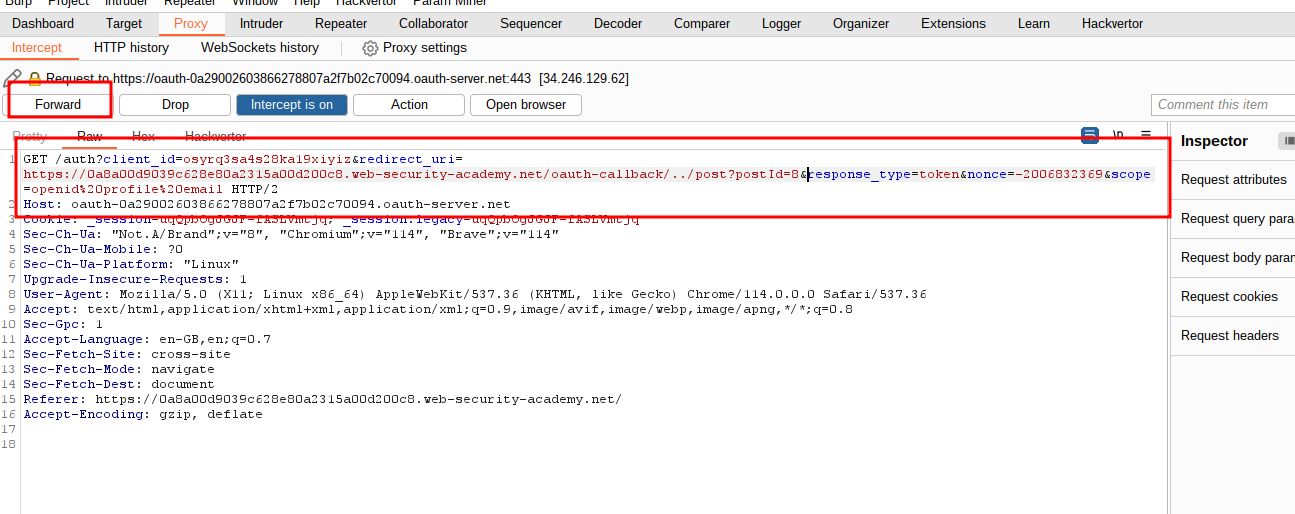 Burp Project Intruder Repeater Window Help Hackvertor Param Miner
Dashboard Target Proxy Intruder Repeater Collaborator Sequencer Decoder Comparer Logger Organizer Extensions Learn Hackvertor
Intercept HTTP history WebSockets history Proxy settings
Request to https://oauth-0a29002603866278807a2f7b02c70094.oauth-server.net:443 [34.246.129.62]
Forward Drop Intercept is on Action Open browser Comment this item
Pretty Raw Hex Hackvertor \n
Inspector
1 GET /auth?client_id=osyrq3sa4s28ka19xiyiz&redirect_uri=
https://0a8a00d9039c628e80a2315a00d200c8.web-security-academy.net/oauth-callback/../post?postId=8&response_type=token&nonce=-2006832369&scope
=openid%20profile%20email HTTP/2
2 Host: oauth-0a29002603866278807a2f7b02c70094.oauth-server.net
3 Cookie: _session=uqQpbOgJGJF-fASLVmtjq; _session.legacy=uqQpbOgJGJF-fASLVmtjq
4 Sec-Ch-Ua: "Not.A/Brand";v="8", "Chromium";v="114", "Brave";v="114"
5 Sec-Ch-Ua-Mobile: ?0
6 Sec-Ch-Ua-Platform: "Linux"
7 Upgrade-Insecure-Requests: 1
8 User-Agent: Mozilla/5.0 (X11; Linux x86_64) AppleWebKit/537.36 (KHTML, like Gecko) Chrome/114.0.0.0 Safari/537.36
9 Accept: text/html,application/xhtml+xml,application/xml;q=0.9,image/avif,image/webp,image/apng,*/*;q=0.8
10 Sec-Gpc: 1
11 Accept-Language: en-GB,en;q=0.7
12 Sec-Fetch-Site: cross-site
13 Sec-Fetch-Mode: navigate
14 Sec-Fetch-Dest: document
15 Referer: https://0a8a00d9039c628e80a2315a00d200c8.web-security-academy.net/
16 Accept-Encoding: gzip, deflate
17
18
Request attributes
Request query para
Request body paran
Request cookies
Request headers